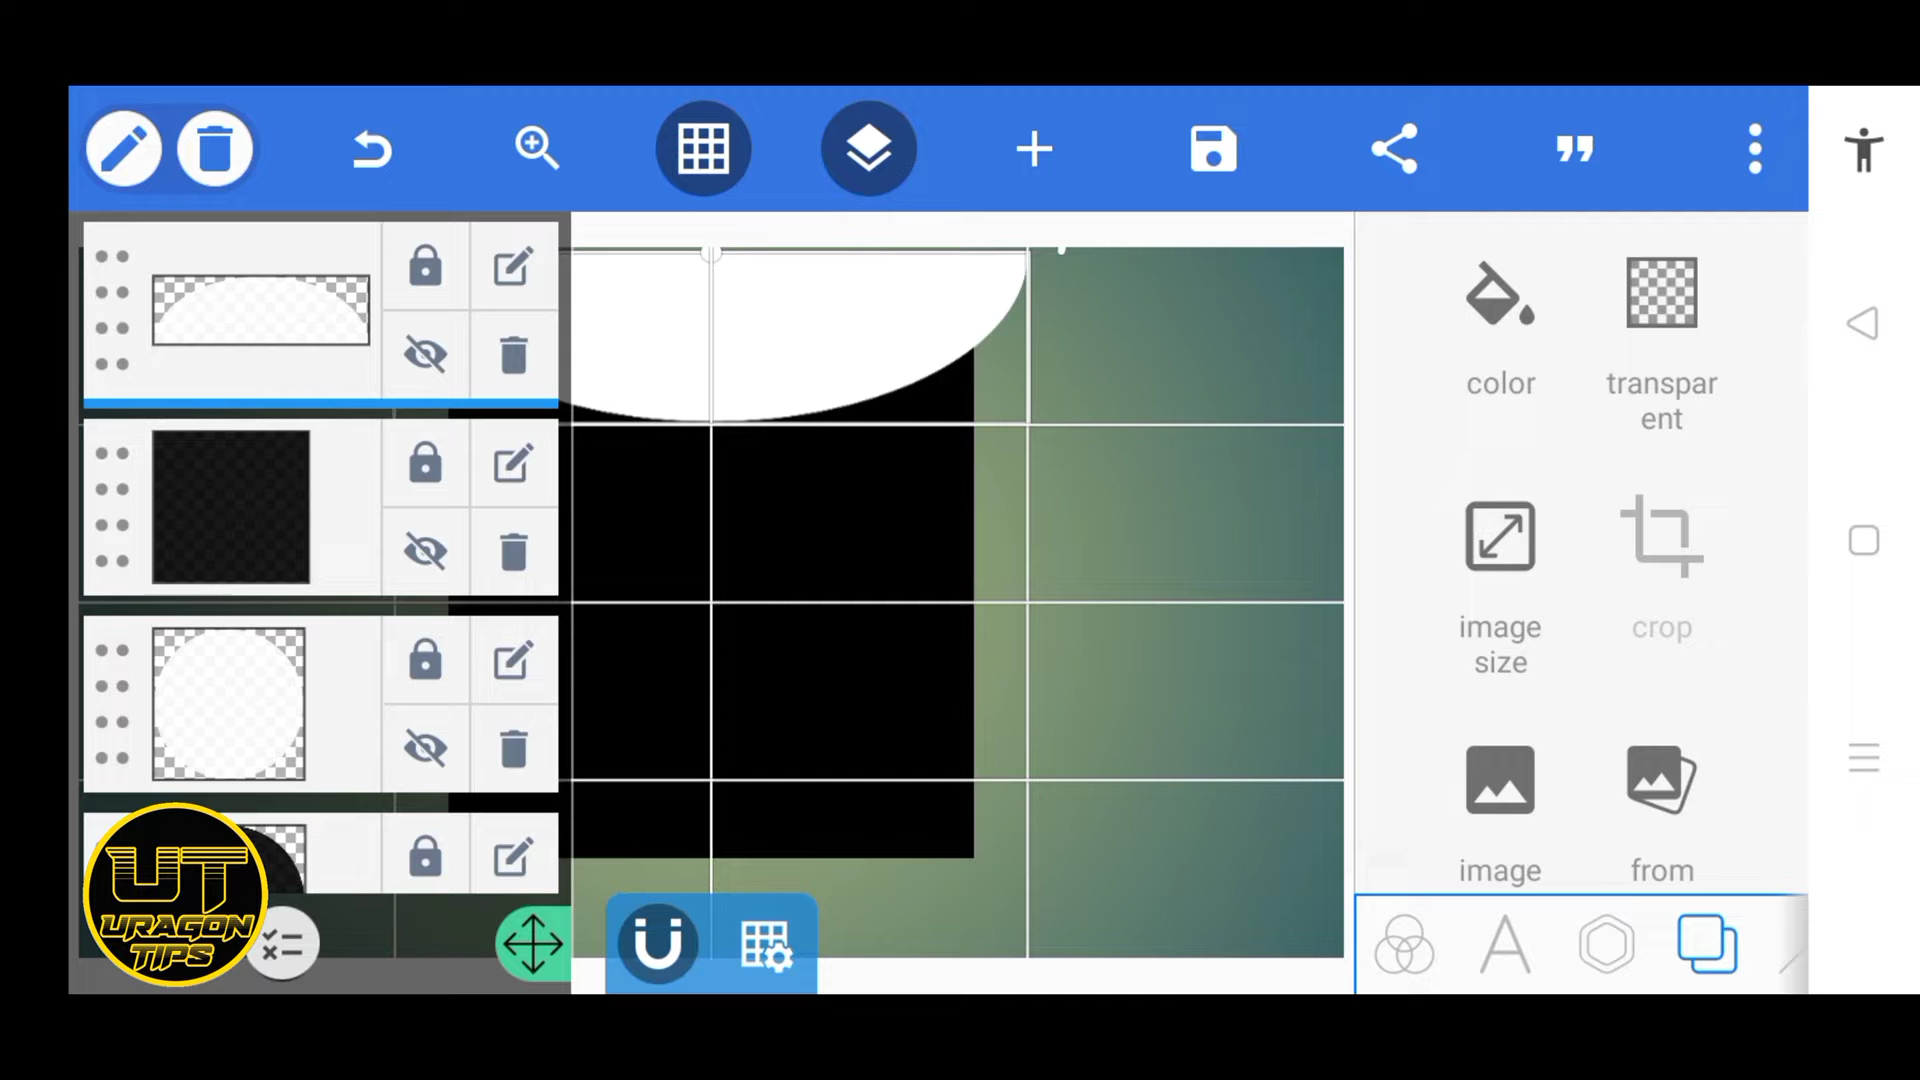 color
transpar
ent
image
size
crop
image
from
UT
URAGON
TIPS